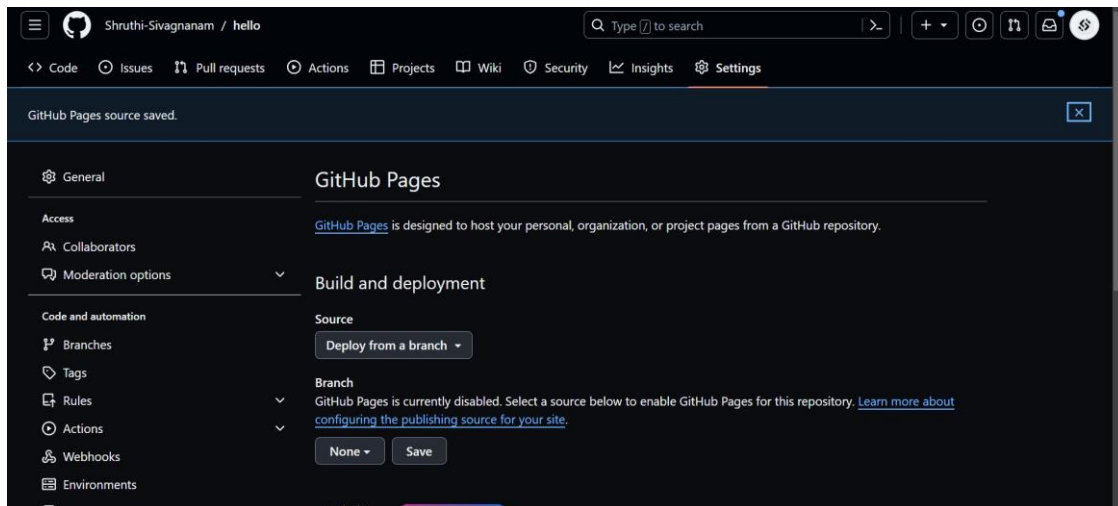 Shruthi-Sivagnanam / hello
Type / to search
Code Issues Pull requests Actions Projects Wiki Security Insights Settings
GitHub Pages source saved.
General
Access
Collaborators
Moderation options
Code and automation
Branches
Tags
Rules
Actions
Webhooks
Environments
GitHub Pages
GitHub Pages is designed to host your personal, organization, or project pages from a GitHub repository.
Build and deployment
Source
Deploy from a branch
Branch
GitHub Pages is currently disabled. Select a source below to enable GitHub Pages for this repository. Learn more about
configuring the publishing source for your site.
None Save